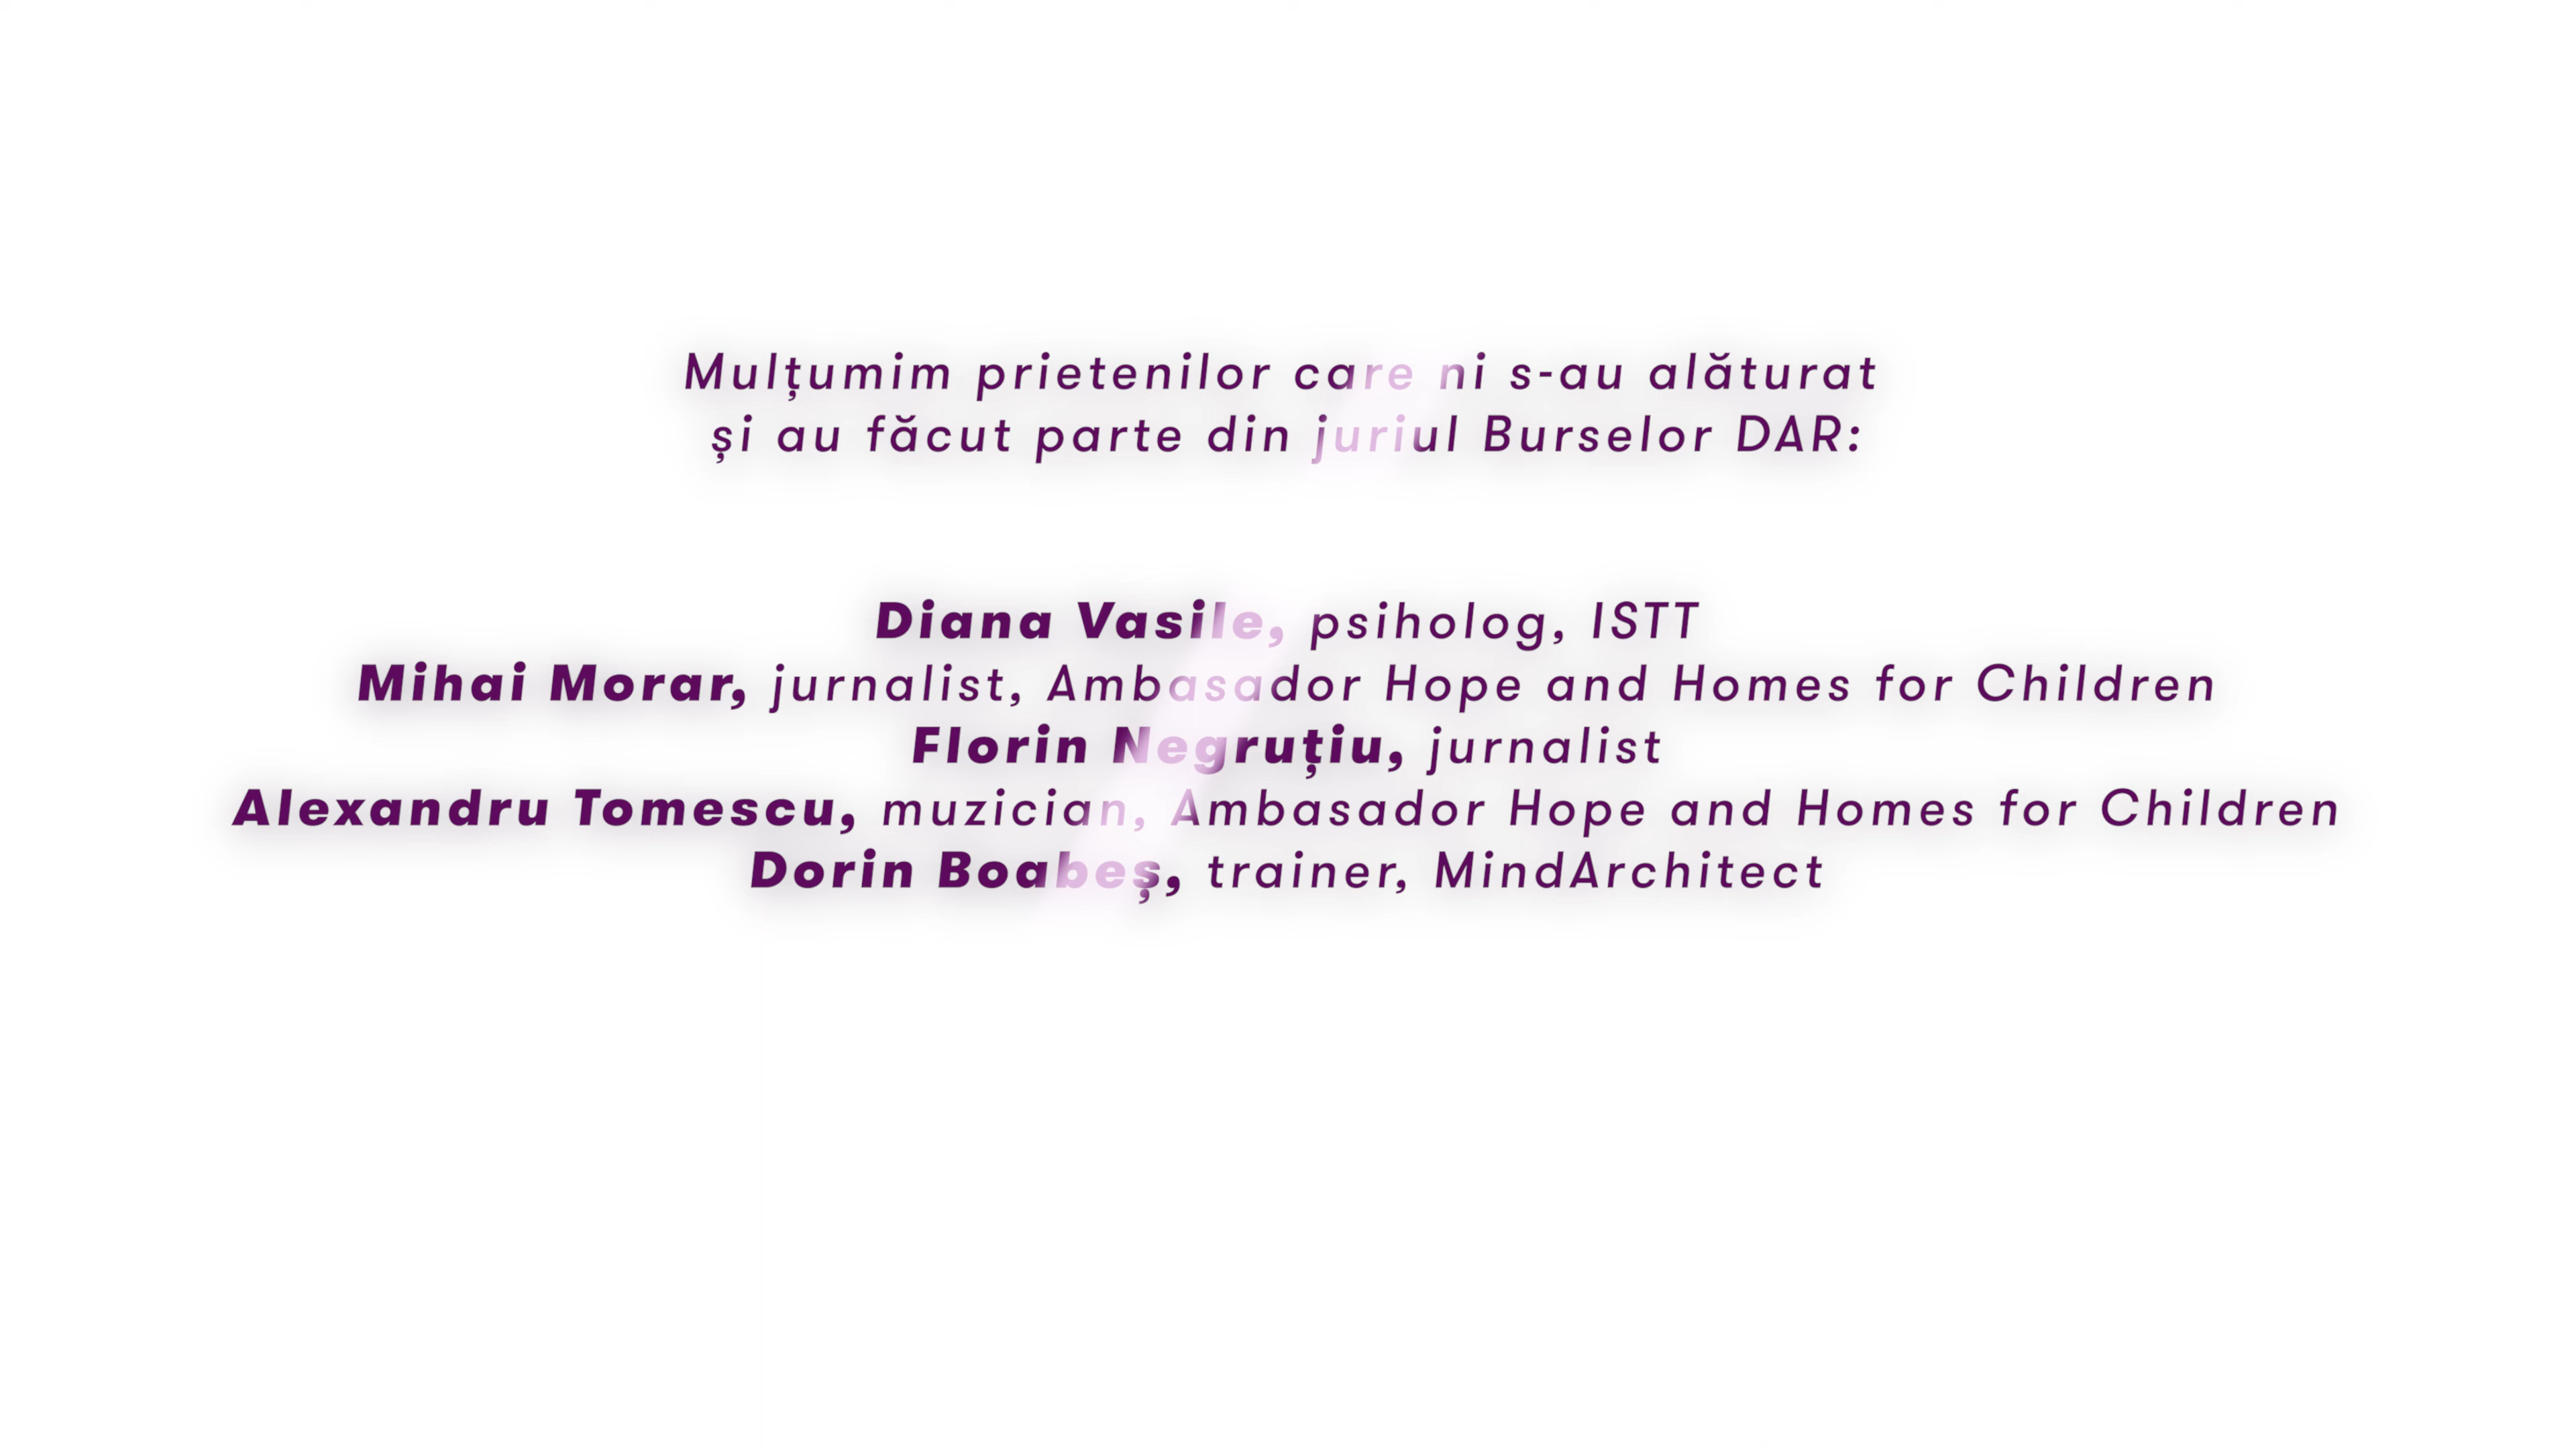 Mulțumim prietenilor care ni s-au alăturat
și au făcut parte din juriul Burselor DAR:
Diana Vasile, psiholog, ISTT
Mihai Morar, jurnalist, Ambasador Hope and Homes for Children
Florin Negruțiu, jurnalist
Alexandru Tomescu, muzician, Ambasador Hope and Homes for Children
Dorin Boabeș, trainer, MindArchitect